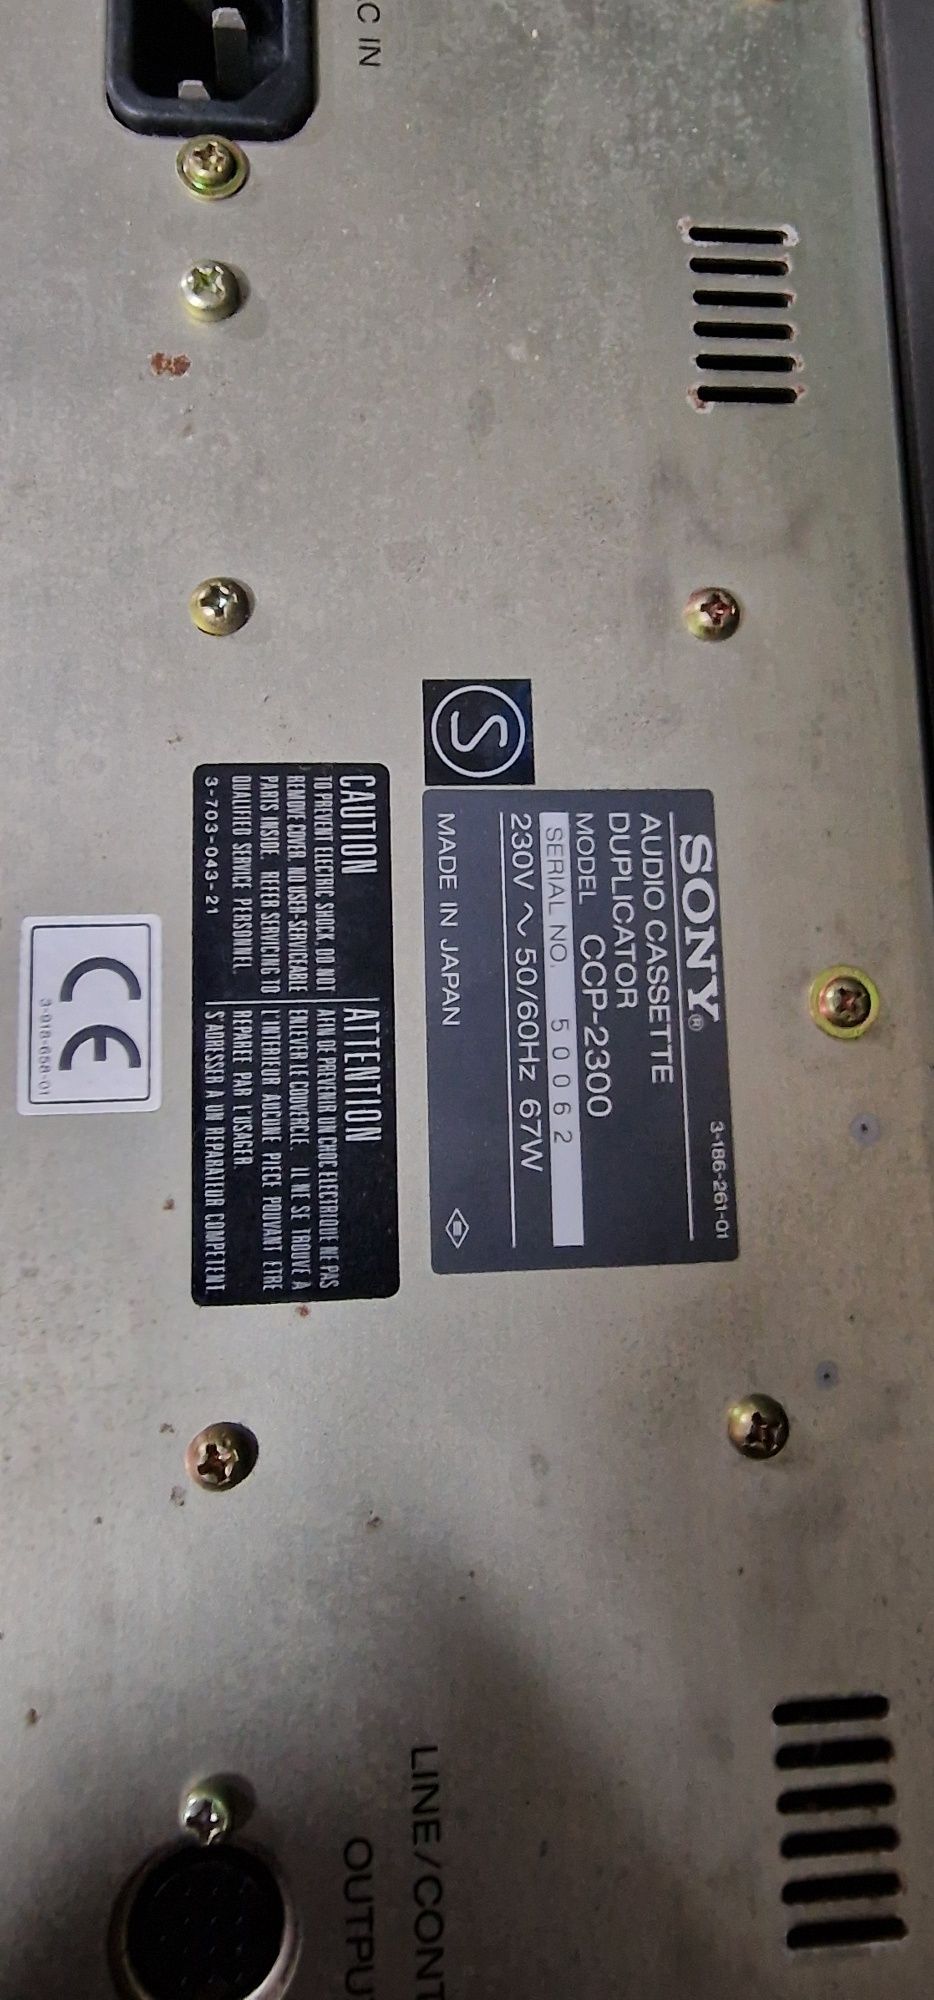 C IN
S
3-186-261-01
SONY®
AUDIO CASSETTE
DUPLICATOR
MODEL CCP-2300
SERIAL NO. 50062
230V ~ 50/60Hz 67W
MADE IN JAPAN
CAUTION
TO PREVENT ELECTRIC SHOCK, DO NOT
REMOVE COVER. NO USER-SERVICEABLE
PARTS INSIDE. REFER SERVICING TO
QUALIFIED SERVICE PERSONNEL.
3-703-043-21
ATTENTION
AFIN DE PREVENIR UN CHOC ELECTRIQUE NE PAS
ENLEVER LE COUVERCLE. IL NE SE TROUVE A
L'INTERIEUR AUCUNE PIECE POUVANT ETRE
REPAREE PAR L'USAGER.
S'ADRESSER A UN REPARATEUR COMPETENT
CE
3-918-658-01
LINE/CONT
OUTPU